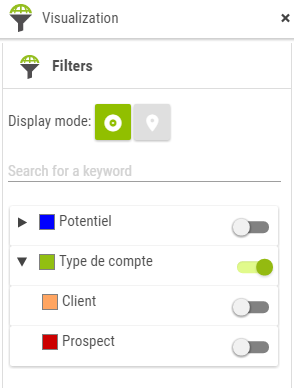 Visualization
Filters
Display mode:
Search for a keyword
Potentiel
Type de compte
Client
Prospect